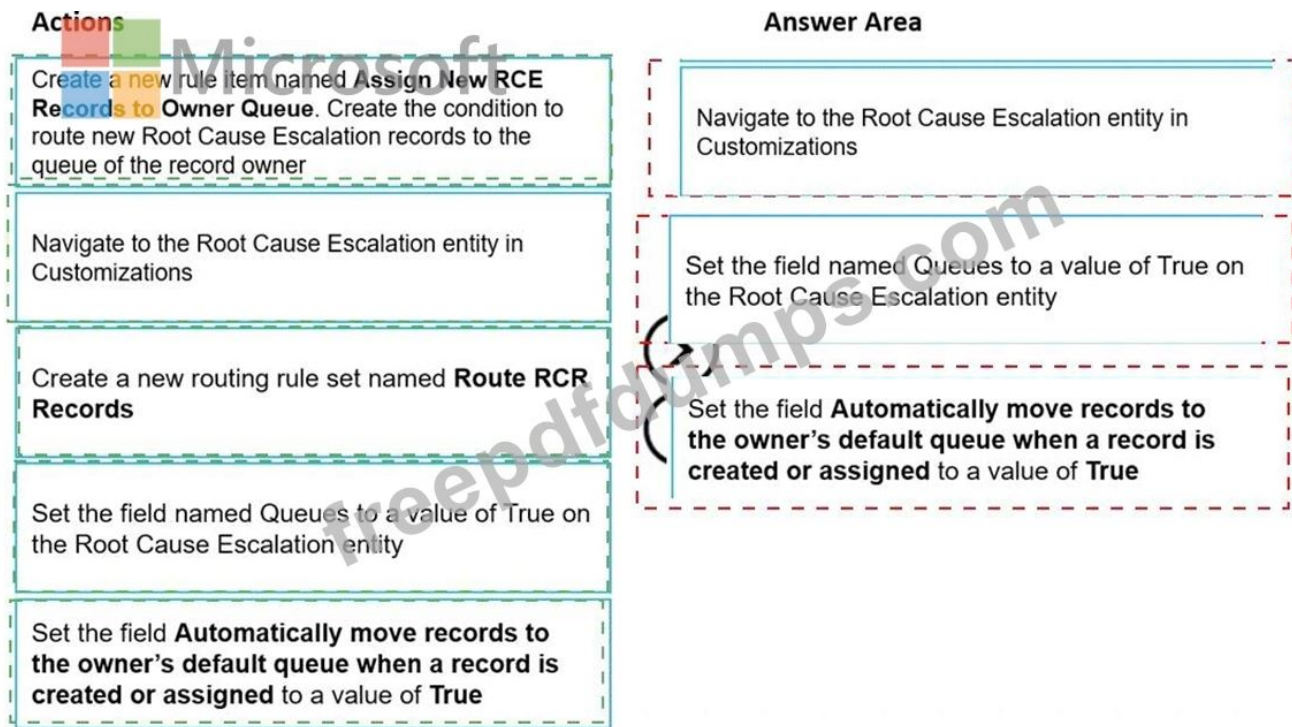 Actions
Answer Area
Microsoft
Create a new rule item named Assign New RCE
Records to Owner Queue. Create the condition to
route new Root Cause Escalation records to the
queue of the record owner
Navigate to the Root Cause Escalation entity in
Customizations
Create a new routing rule set named Route RCR
Records
Set the field named Queues to a value of True on
the Root Cause Escalation entity
Set the field Automatically move records to
the owner's default queue when a record is
created or assigned to a value of True
Navigate to the Root Cause Escalation entity in
Customizations
Set the field named Queues to a value of True on
the Root Cause Escalation entity
Set the field Automatically move records to
the owner's default queue when a record is
created or assigned to a value of True
freepdfdumps.com